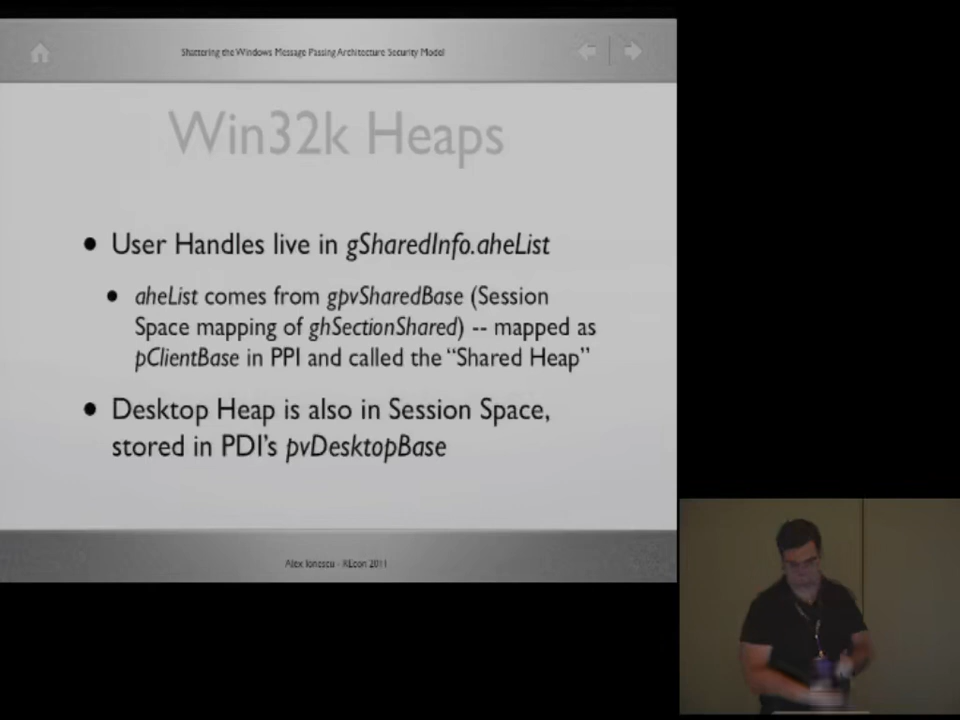 Shattering the Windows Message Passing Architecture Security Model
Win32k Heaps
• User Handles live in gSharedInfo.aheList
• aheList comes from gpvSharedBase (Session
Space mapping of ghSectionShared) -- mapped as
pClientBase in PPI and called the “Shared Heap”
• Desktop Heap is also in Session Space,
stored in PDI’s pvDesktopBase
Alex Ionescu - REcon 2011